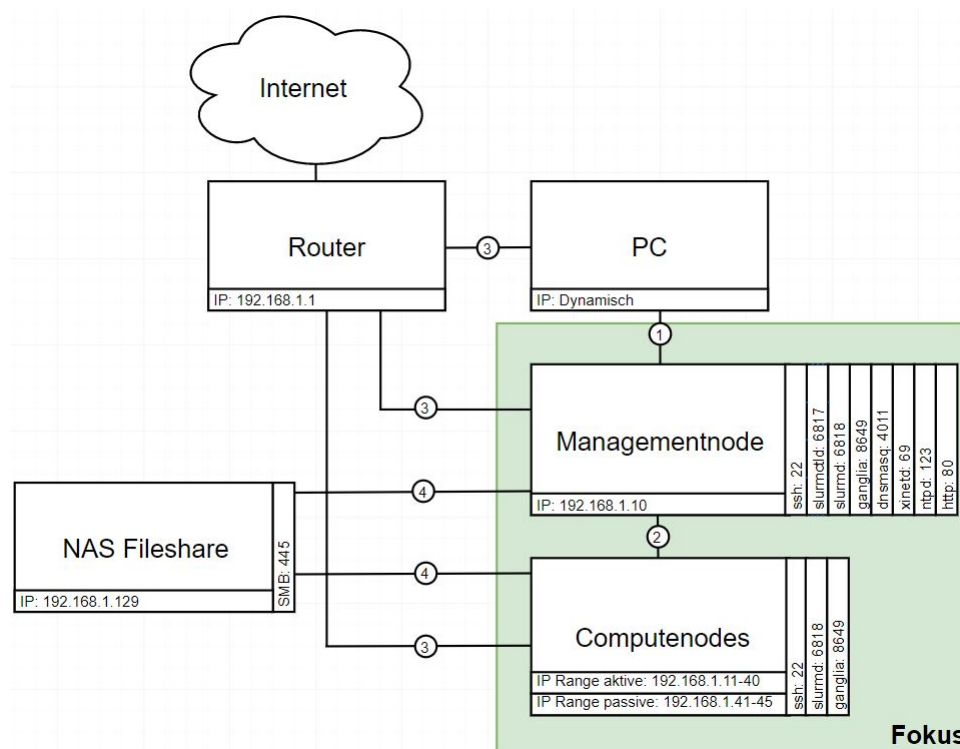 Internet
Router
IP: 192.168.1.1
3
PC
IP: Dynamisch
1
3
Managementnode
IP: 192.168.1.10
ssh: 22
slurmctld: 6817
slurmd: 6818
ganglia: 8649
dnsmasq: 4011
xinetd: 69
ntpd: 123
http: 80
4
2
NAS Fileshare
IP: 192.168.1.129
SMB: 445
4
3
Computenodes
IP Range aktive: 192.168.1.11-40
IP Range passive: 192.168.1.41-45
ssh: 22
slurmd: 6818
ganglia: 8649
Fokus